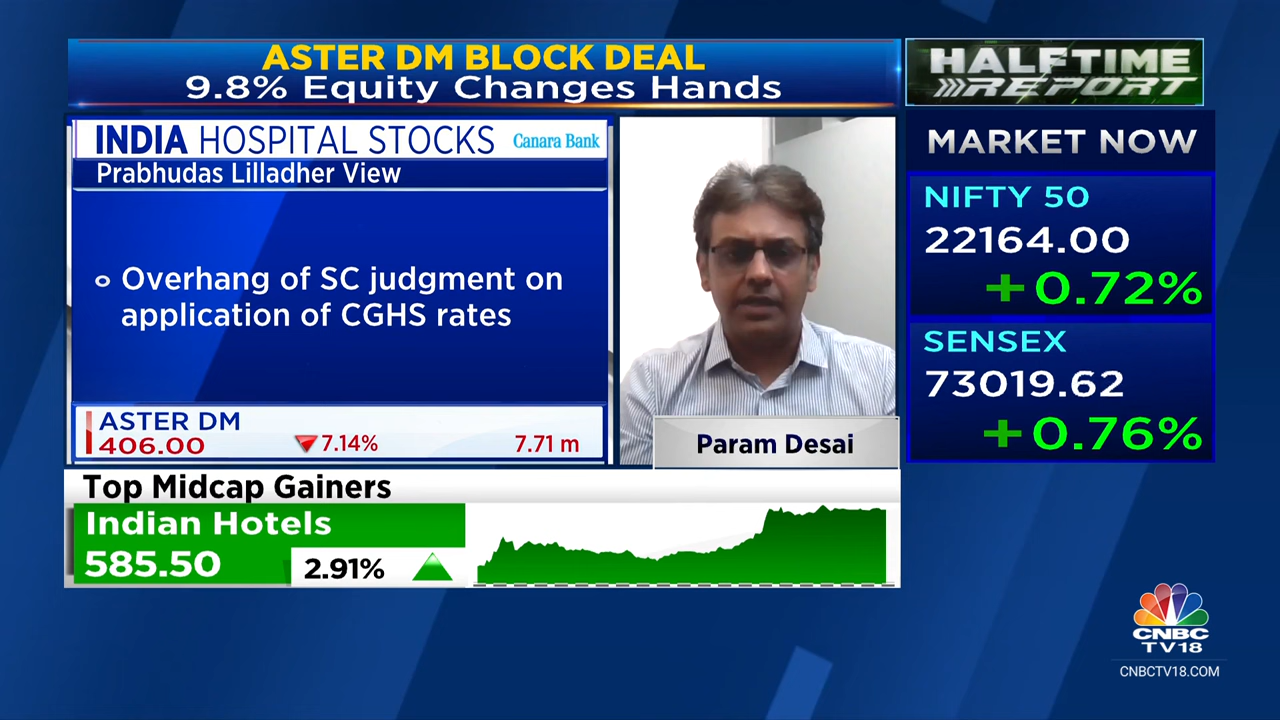 ASTER DM BLOCK DEAL
9.8% Equity Changes Hands
HALFTIME
REPORT
INDIA HOSPITAL STOCKS Canara Bank
Prabhudas Lilladher View
Overhang of SC judgment on
application of CGHS rates
ASTER DM
406.00 7.14% 7.71 m
Param Desai
MARKET NOW
NIFTY 50
22164.00
+0.72%
SENSEX
73019.62
+0.76%
Top Midcap Gainers
Indian Hotels
585.50 2.91%
CNBC
TV18
CNBCTV18.COM